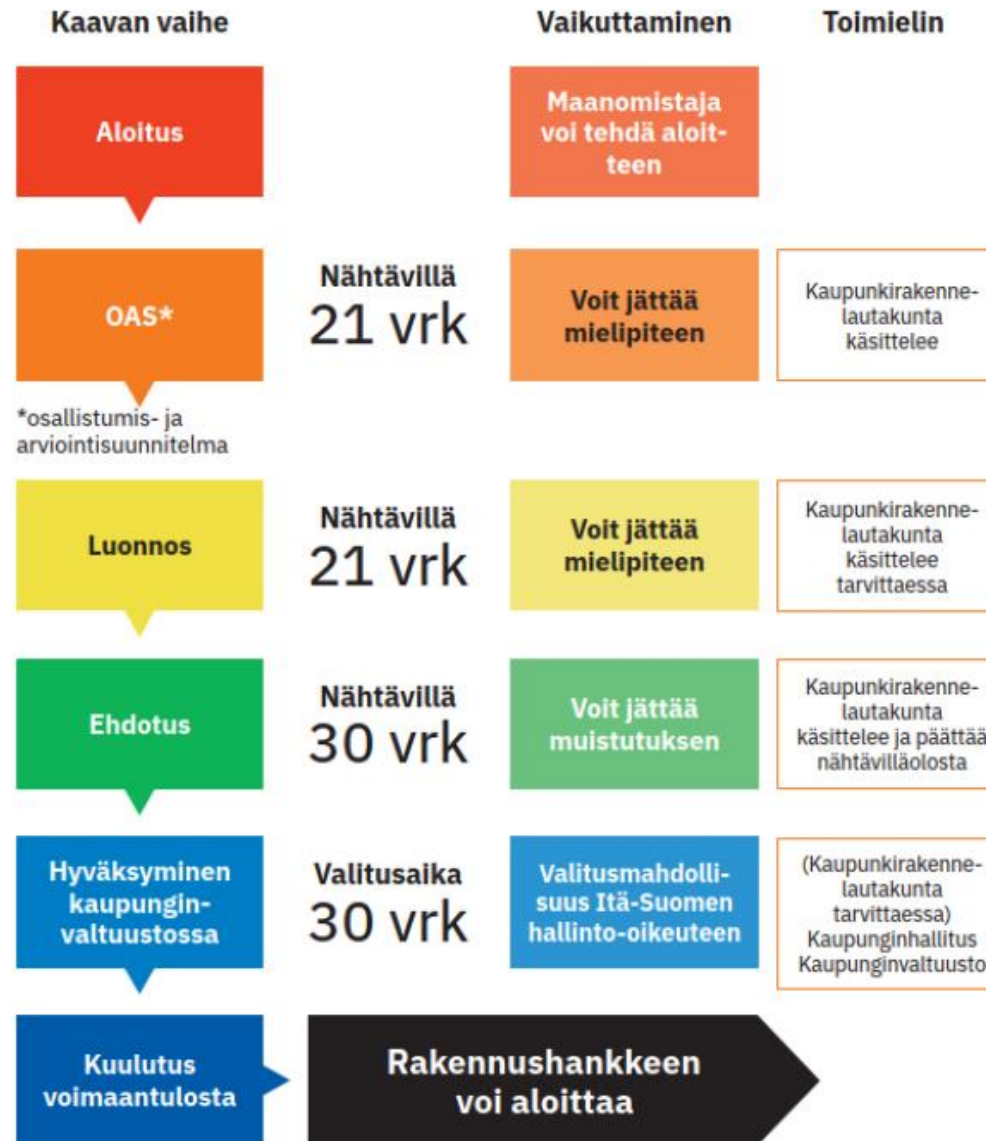 Kaavan vaihe
Vaikuttaminen
Toimielin
Aloitus
Maanomistaja
voi tehdä aloit-
teen
OAS*
Nähtävillä
21 vrk
Voit jättää
mielipiteen
Kaupunkirakenne-
lautakunta
käsittelee
*osallistumis- ja
arviointisuunnitelma
Luonnos
Nähtävillä
21 vrk
Voit jättää
mielipiteen
Kaupunkirakenne-
lautakunta
käsittelee
tarvittaessa
Ehdotus
Nähtävillä
30 vrk
Voit jättää
muistutuksen
Kaupunkirakenne-
lautakunta
käsittelee ja päättää
nähtävilläolosta
Hyväksyminen
kaupungin-
valtuustossa
Valitusaika
30 vrk
Valitusmahdolli-
suus Itä-Suomen
hallinto-oikeuteen
(Kaupunkirakenne-
lautakunta
tarvittaessa)
Kaupunginhallitus
Kaupunginvaltuusto
Kuulutus
voimaantulosta
Rakennushankkeen
voi aloittaa